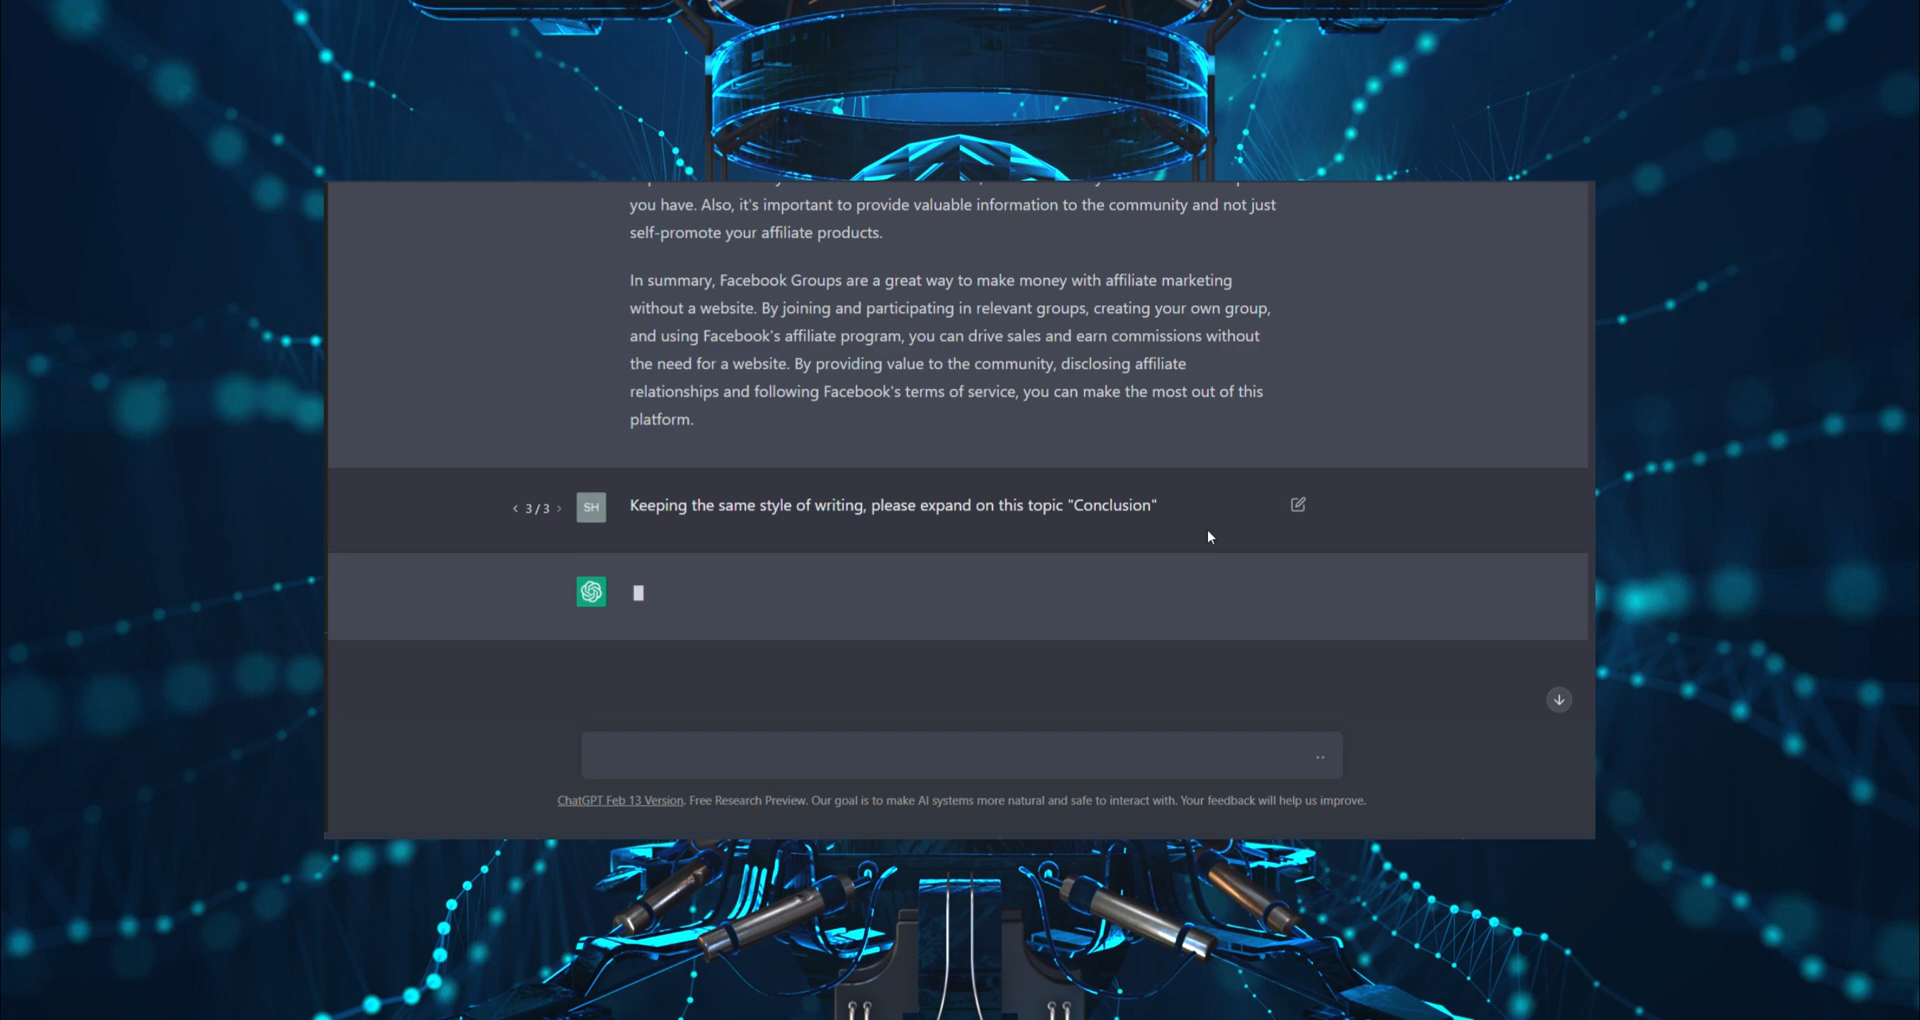 you have. Also, it's important to provide valuable information to the community and not just
self-promote your affiliate products.
In summary, Facebook Groups are a great way to make money with affiliate marketing
without a website. By joining and participating in relevant groups, creating your own group,
and using Facebook's affiliate program, you can drive sales and earn commissions without
the need for a website. By providing value to the community, disclosing affiliate
relationships and following Facebook's terms of service, you can make the most out of this
platform.
< 3 / 3 > SH Keeping the same style of writing, please expand on this topic "Conclusion"
ChatGPT Feb 13 Version. Free Research Preview. Our goal is to make AI systems more natural and safe to interact with. Your feedback will help us improve.